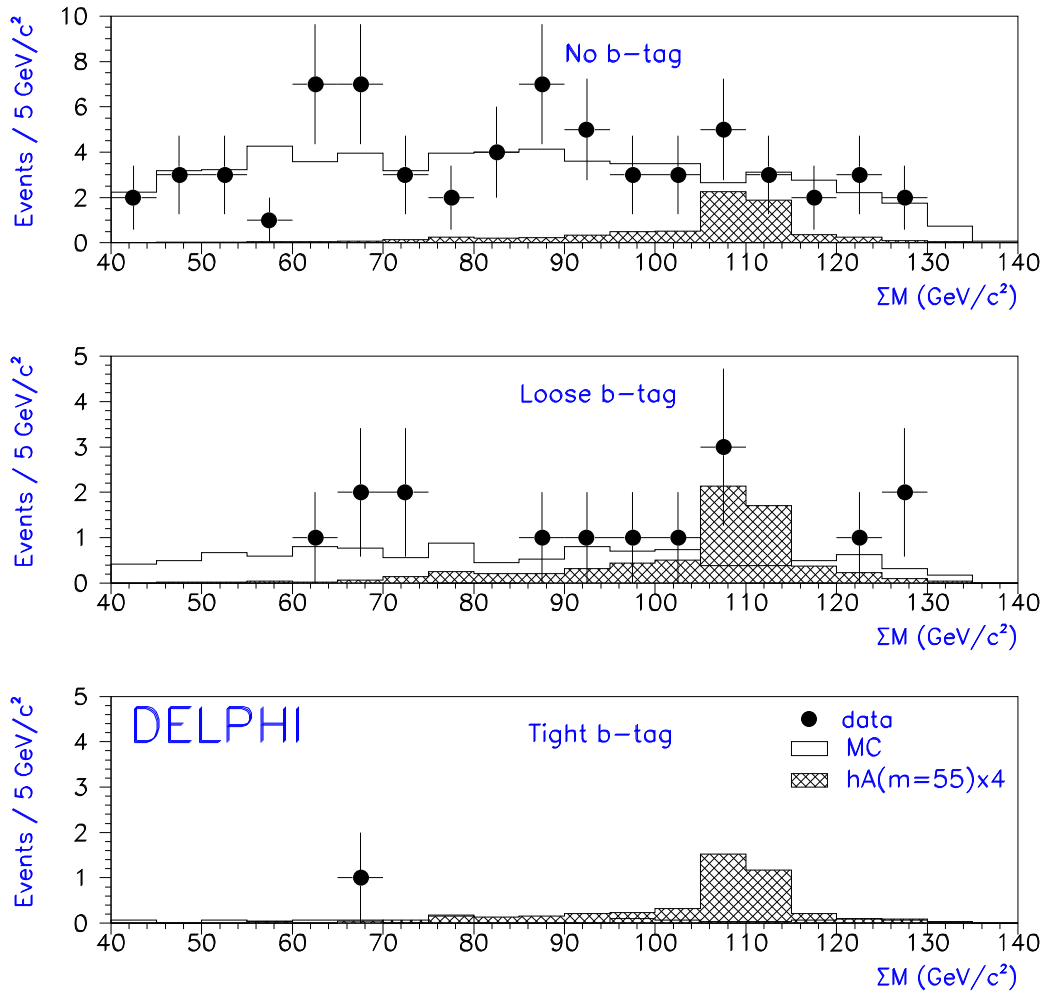 Events / 5 GeV/c²
10
8
6
4
2
0
No b-tag
40 50 60 70 80 90 100 110 120 130 140
ΣM (GeV/c²)
Events / 5 GeV/c²
5
4
3
2
1
0
Loose b-tag
40 50 60 70 80 90 100 110 120 130 140
ΣM (GeV/c²)
Events / 5 GeV/c²
5
4
3
2
1
0
DELPHI
Tight b-tag
data
MC
hA(m=55)x4
40 50 60 70 80 90 100 110 120 130 140
ΣM (GeV/c²)